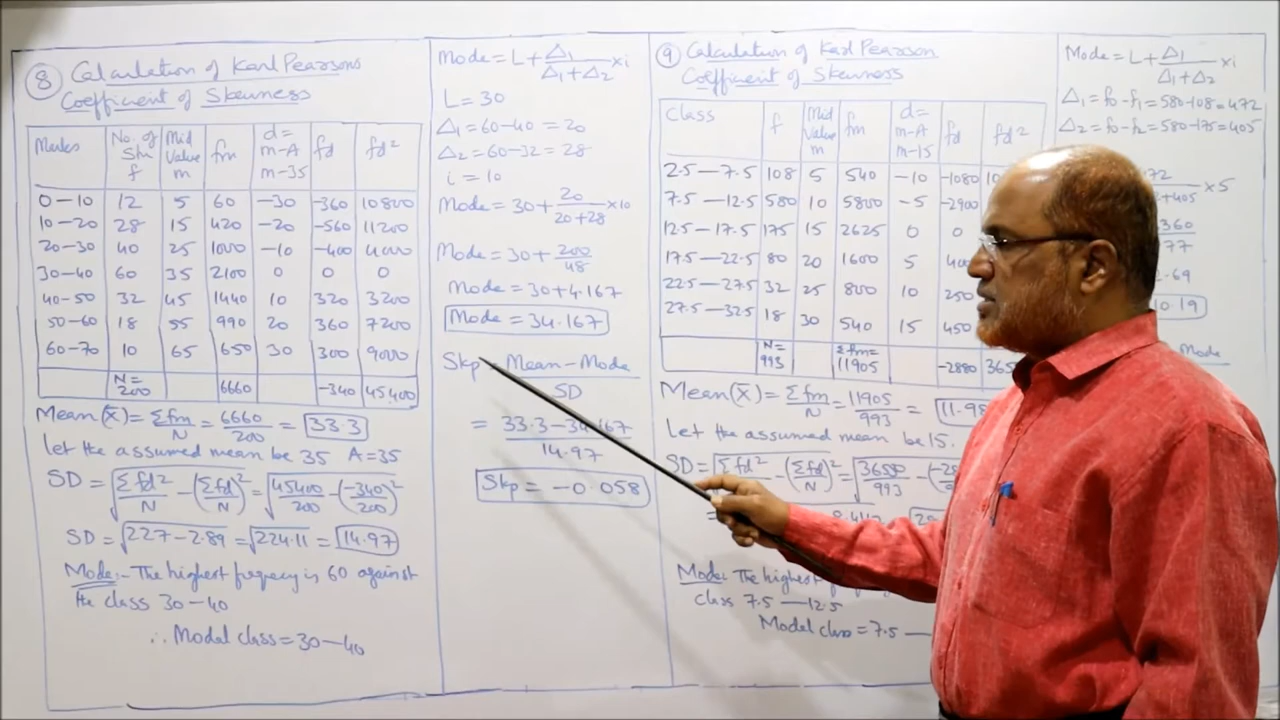 8 Calculation of Karl Pearsons
Coefficient of Skewness
Marks No. of Stu f Mid Value m fm d= m-A m-35 fd fd²
0-10 12 5 60 -30 -360 10800
10-20 28 15 420 -20 -560 11200
20-30 40 25 1000 -10 -400 4000
30-40 60 35 2100 0 0 0
40-50 32 45 1440 10 320 3200
50-60 18 55 990 20 360 7200
60-70 10 65 650 30 300 9000
N= 200 6660 -340 45400
Mean(x̄) = Σfm/N = 6660/200 = 33.3
let the assumed mean be 35 A=35
SD = √(Σfd²/N - (Σfd/N)²) = √(45400/200 - (-340/200)²)
SD = √227-2.89 = √224.11 = 14.97
Mode:- The highest frequency is 60 against
the class 30-40
∴ Model class = 30-40
Mode = L + Δ1/(Δ1+Δ2) x i
L = 30
Δ1 = 60-40 = 20
Δ2 = 60-32 = 28
i = 10
Mode = 30 + 20/(20+28) x10
Mode = 30 + 200/48
Mode = 30 + 4.167
Mode = 34.167
Skp = Mean - Mode
SD
= 33.3 - 34.167
14.97
Skp = -0.058
9 Calculation of Karl Pearson
Coefficient of Skewness
Class f Mid Value m fm d= m-A m-15 fd fd²
2.5-7.5 108 5 540 -10 -1080
7.5-12.5 580 10 5800 -5 -2900
12.5-17.5 175 15 2625 0 0
17.5-22.5 80 20 1600 5
22.5-27.5 32 25 800 10
27.5-32.5 18 30 540 15 450
N= 993 Σfm= 11905 -2880
Mean(x̄) = Σfm/N = 11905/993 =
Let the assumed mean be 15.
SD = √(Σfd²/N - (Σfd/N)²) = √(36550/993
Mode: The highest
class 7.5-12.5
Model class = 7.5 —
Mode = L + Δ1/(Δ1+Δ2) x i
Δ1 = f0-f1 = 580-108 = 472
Δ2 = f0-f2 = 580-175 = 405
x5
Mode